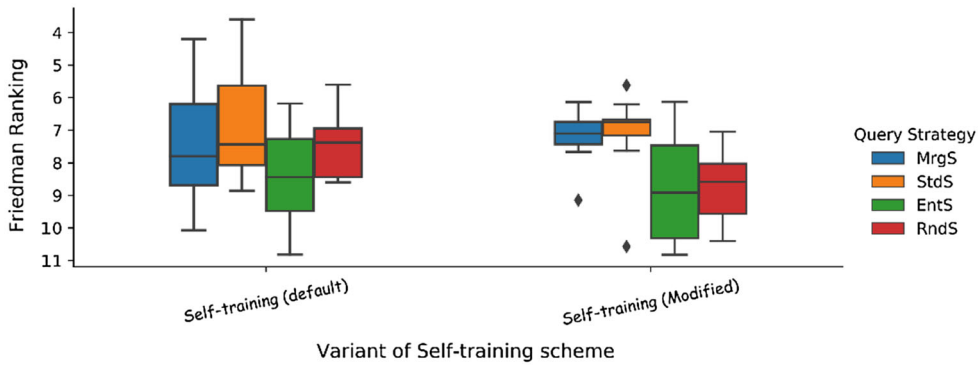 Friedman Ranking
4
5
6
7
8
9
10
11
Self-training (default)
Self-training (Modified)
Variant of Self-training scheme
Query Strategy
MrgS
StdS
EntS
RndS